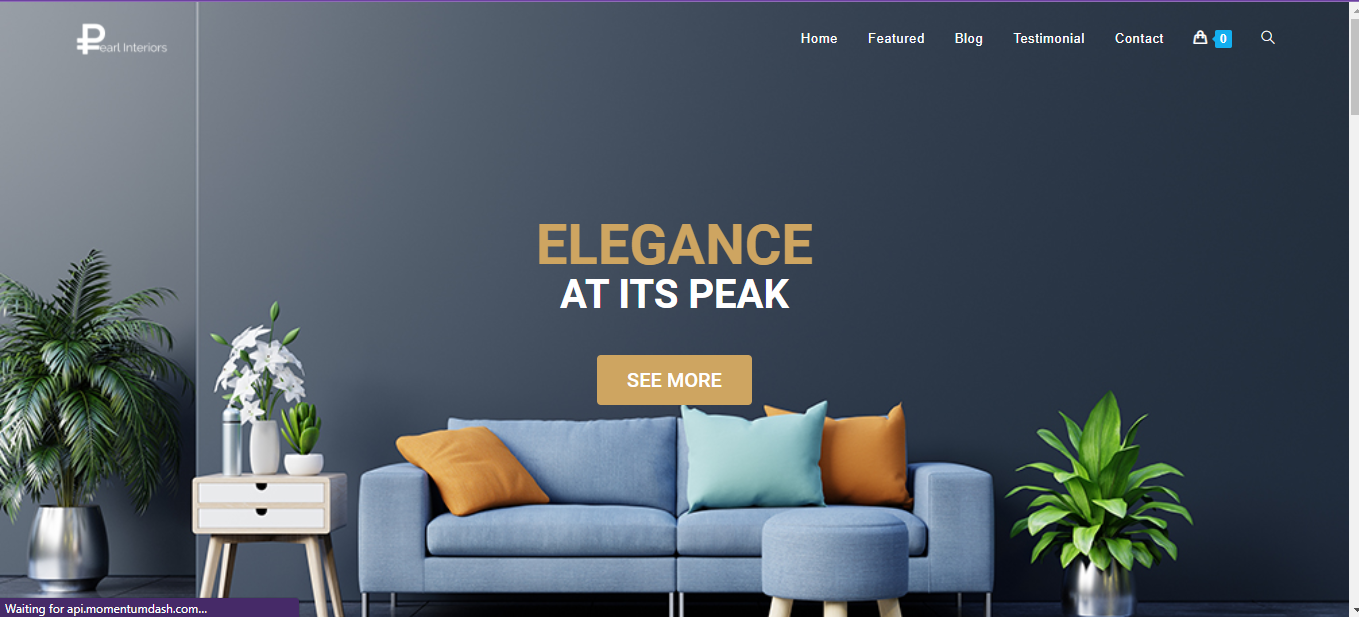 Pearl Interiors
Home Featured Blog Testimonial Contact 0
ELEGANCE
AT ITS PEAK
SEE MORE
Waiting for api.momentumdash.com...